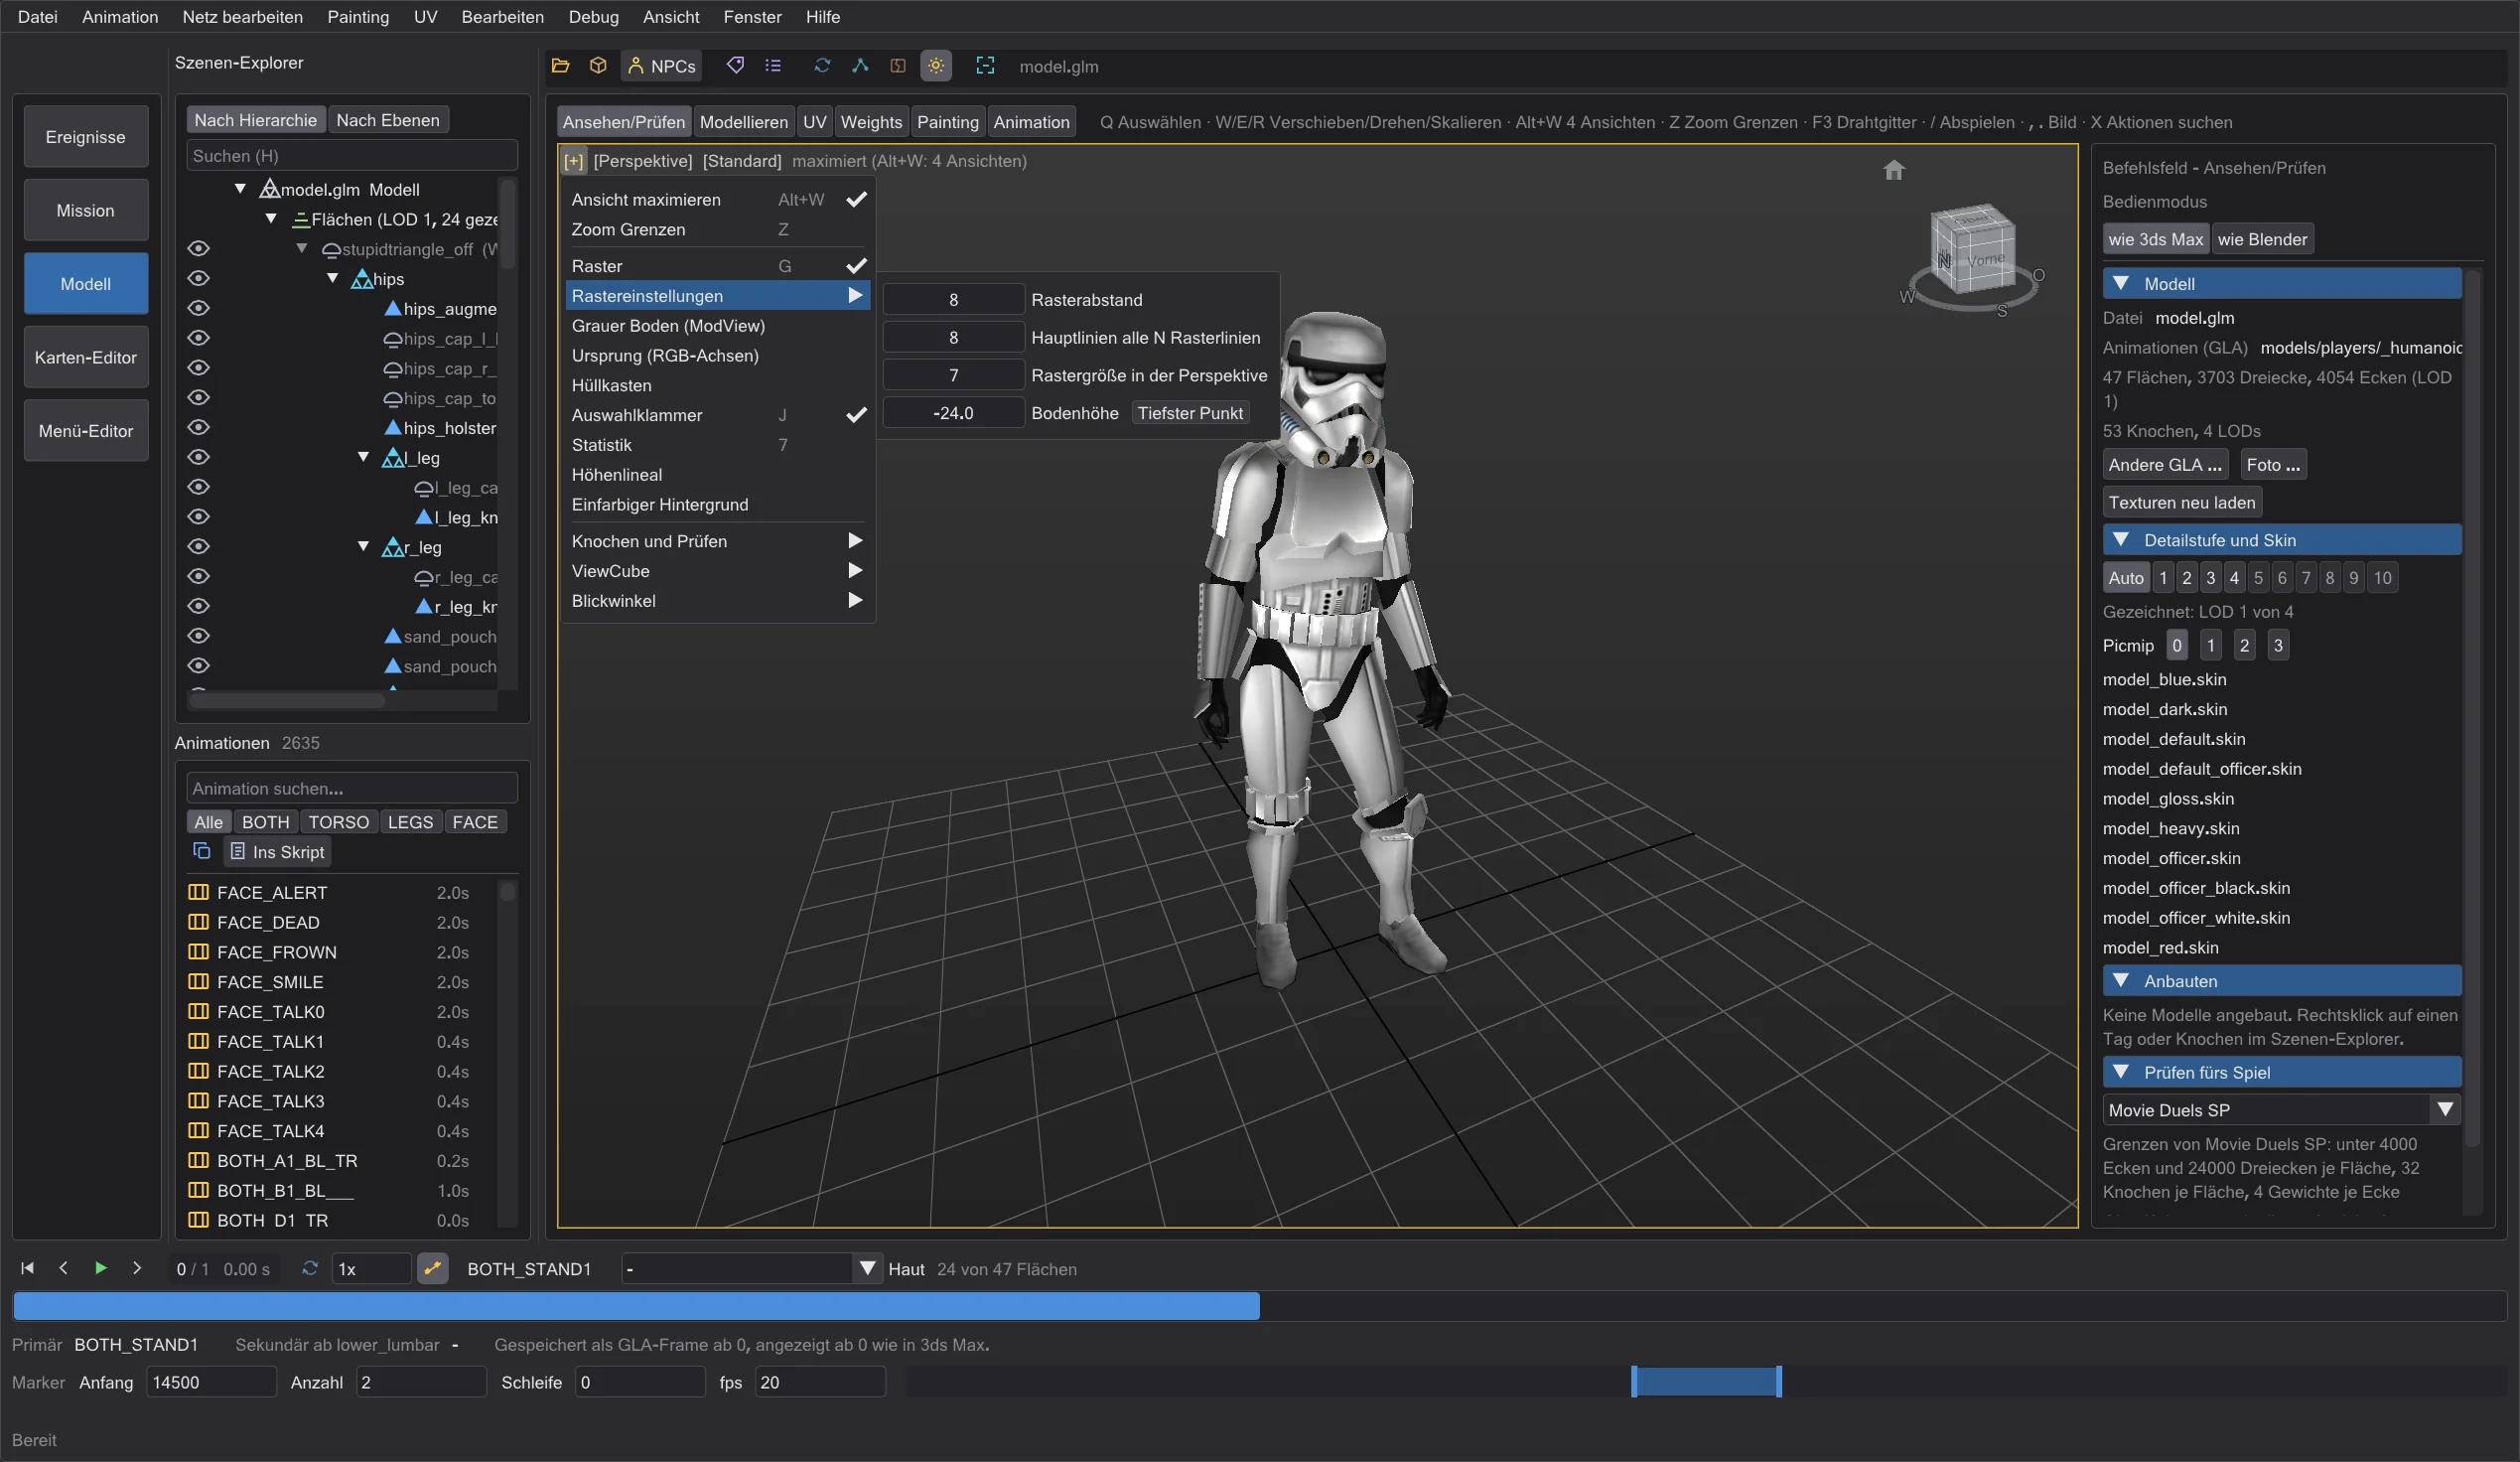 Datei Animation Netz bearbeiten Painting UV Bearbeiten Debug Ansicht Fenster Hilfe
Szenen-Explorer
NPCs model.glm
Ereignisse
Mission
Modell
Karten-Editor
Menü-Editor
Nach Hierarchie Nach Ebenen
Suchen (H)
model.glm Modell
Flächen (LOD 1, 24 geze
stupidtriangle_off (W
hips
hips_augme
hips_cap_l_l
hips_cap_r_
hips_cap_to
hips_holster
l_leg
l_leg_ca
l_leg_kn
r_leg
r_leg_ca
r_leg_kr
sand_pouch
sand_pouch
Animationen 2635
Animation suchen...
Alle BOTH TORSO LEGS FACE
Ins Skript
FACE_ALERT 2.0s
FACE_DEAD 2.0s
FACE_FROWN 2.0s
FACE_SMILE 2.0s
FACE_TALK0 2.0s
FACE_TALK1 0.4s
FACE_TALK2 0.4s
FACE_TALK3 0.4s
FACE_TALK4 0.4s
BOTH_A1_BL_TR 0.2s
BOTH_B1_BL___ 1.0s
BOTH_D1_TR 0.0s
Ansehen/Prüfen Modellieren UV Weights Painting Animation Q Auswählen · W/E/R Verschieben/Drehen/Skalieren · Alt+W 4 Ansichten · Z Zoom Grenzen · F3 Drahtgitter · / Abspielen · , . Bild · X Aktionen suchen
[+] [Perspektive] [Standard] maximiert (Alt+W: 4 Ansichten)
Ansicht maximieren Alt+W
Zoom Grenzen Z
Raster G
Rastereinstellungen
Grauer Boden (ModView)
Ursprung (RGB-Achsen)
Hüllkasten
Auswahlklammer J
Statistik 7
Höhenlineal
Einfarbiger Hintergrund
Knochen und Prüfen
ViewCube
Blickwinkel
8 Rasterabstand
8 Hauptlinien alle N Rasterlinien
7 Rastergröße in der Perspektive
-24.0 Bodenhöhe Tiefster Punkt
N Vorne
W S O
Befehlsfeld - Ansehen/Prüfen
Bedienmodus
wie 3ds Max wie Blender
Modell
Datei model.glm
Animationen (GLA) models/players/_humanoid
47 Flächen, 3703 Dreiecke, 4054 Ecken (LOD
1)
53 Knochen, 4 LODs
Andere GLA ... Foto ...
Texturen neu laden
Detailstufe und Skin
Auto 1 2 3 4 5 6 7 8 9 10
Gezeichnet: LOD 1 von 4
Picmip 0 1 2 3
model_blue.skin
model_dark.skin
model_default.skin
model_default_officer.skin
model_gloss.skin
model_heavy.skin
model_officer.skin
model_officer_black.skin
model_officer_white.skin
model_red.skin
Anbauten
Keine Modelle angebaut. Rechtsklick auf einen
Tag oder Knochen im Szenen-Explorer.
Prüfen fürs Spiel
Movie Duels SP
Grenzen von Movie Duels SP: unter 4000
Ecken und 24000 Dreiecken je Fläche, 32
Knochen je Fläche, 4 Gewichte je Ecke
0 / 1 0.00 s 1x BOTH_STAND1 - Haut 24 von 47 Flächen
Primär BOTH_STAND1 Sekundär ab lower_lumbar - Gespeichert als GLA-Frame ab 0, angezeigt ab 0 wie in 3ds Max.
Marker Anfang 14500 Anzahl 2 Schleife 0 fps 20
Bereit